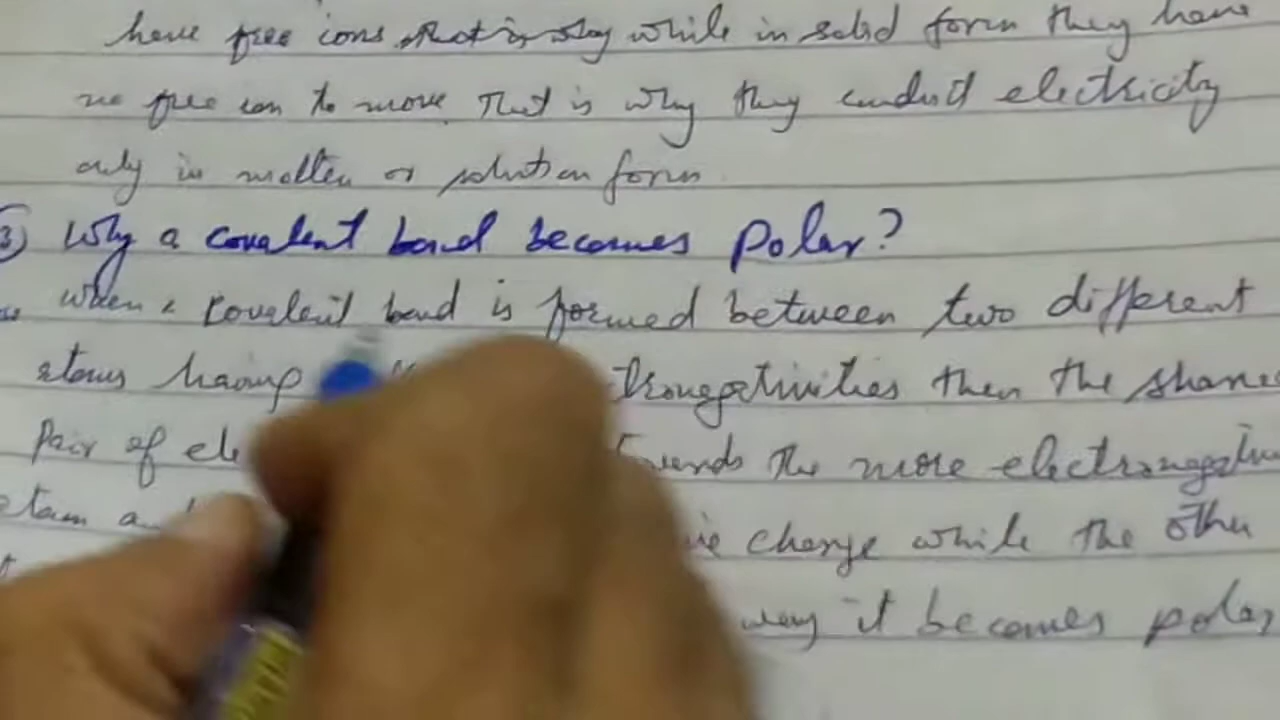 have free ions that is why while in solid form they have
no free ion to move. That is why they conduct electricity
only in molten or solution form
3) Why a covalent bond becomes Polar?
when a covalent bond is formed between two different
atoms having the shared
Pair of the more electronegative
atom charge while the other
way it becomes polar